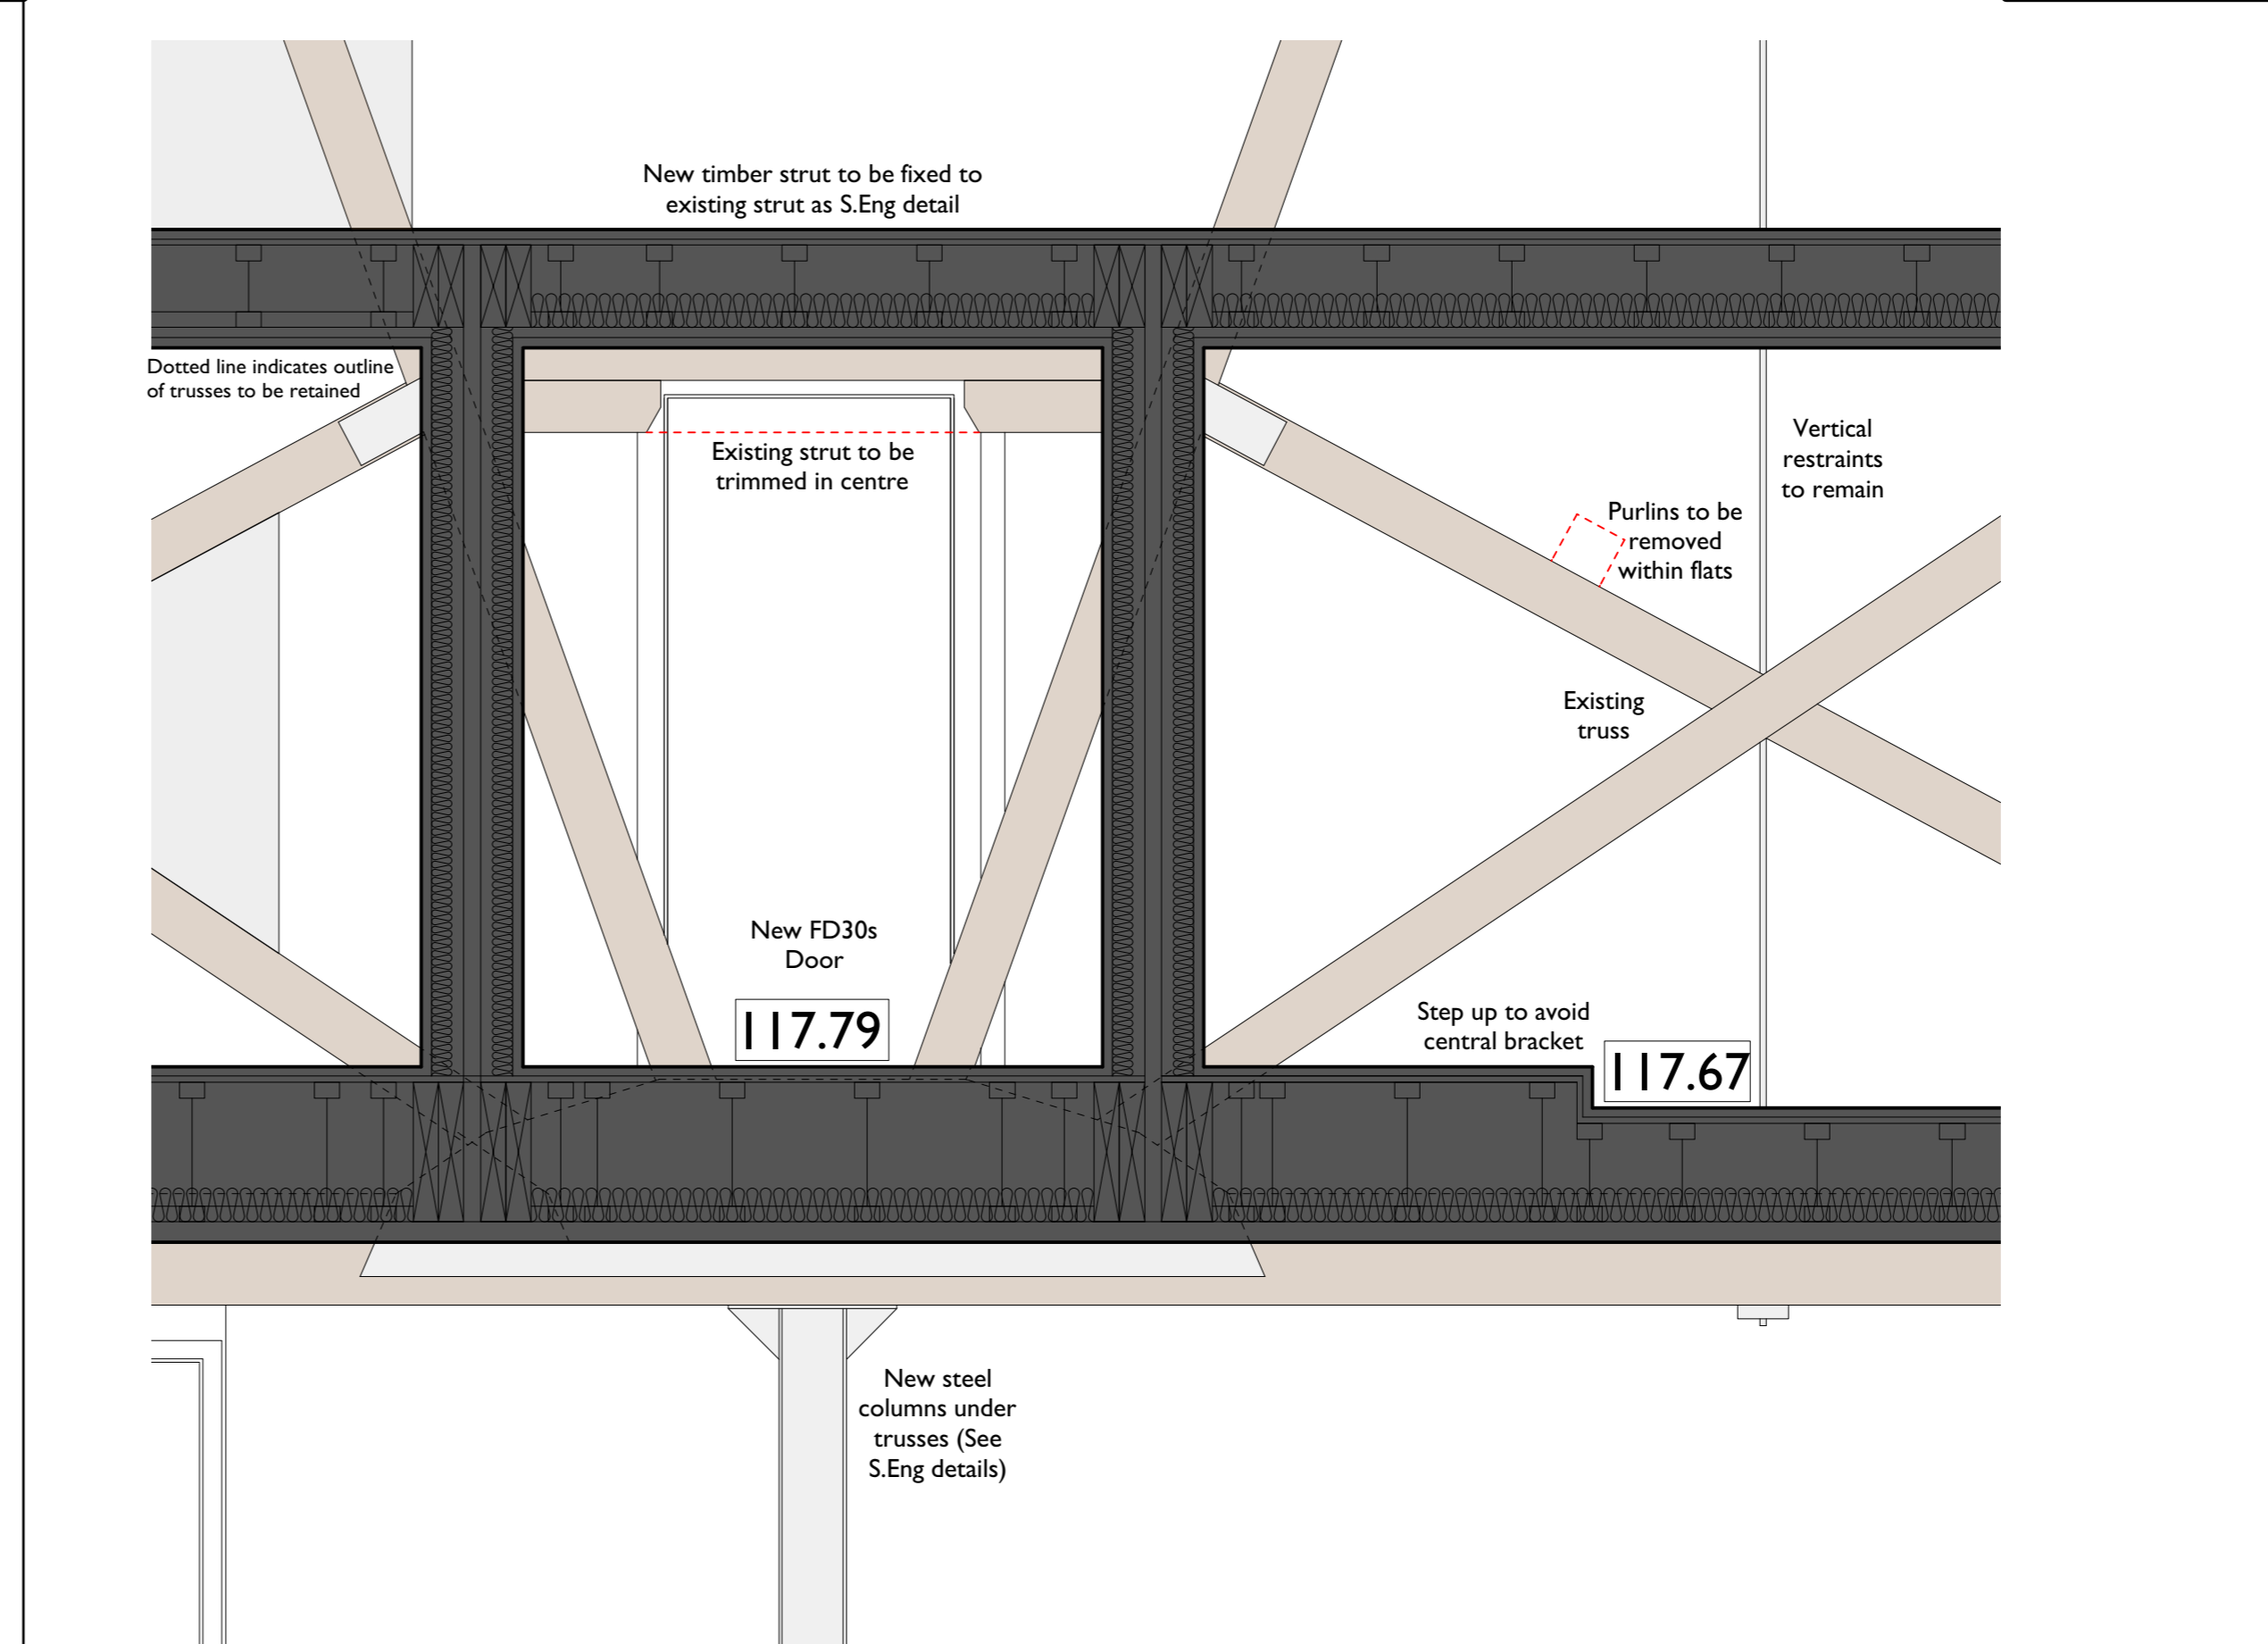 New timber strut to be fixed to
existing strut as S.Eng detail
Dotted line indicates outline
of trusses to be retained
Existing strut to be
trimmed in centre
Vertical
restraints
to remain
Purlins to be
removed
within flats
Existing
truss
New FD30s
Door
117.79
Step up to avoid
central bracket
117.67
New steel
columns under
trusses (See
S.Eng details)